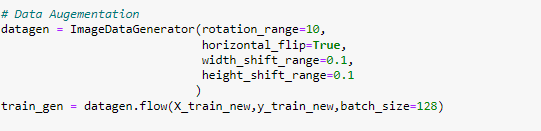 # Data Augementation
datagen = ImageDataGenerator(rotation_range=10,
                             horizontal_flip=True,
                             width_shift_range=0.1,
                             height_shift_range=0.1
                            )
train_gen = datagen.flow(X_train_new,y_train_new,batch_size=128)